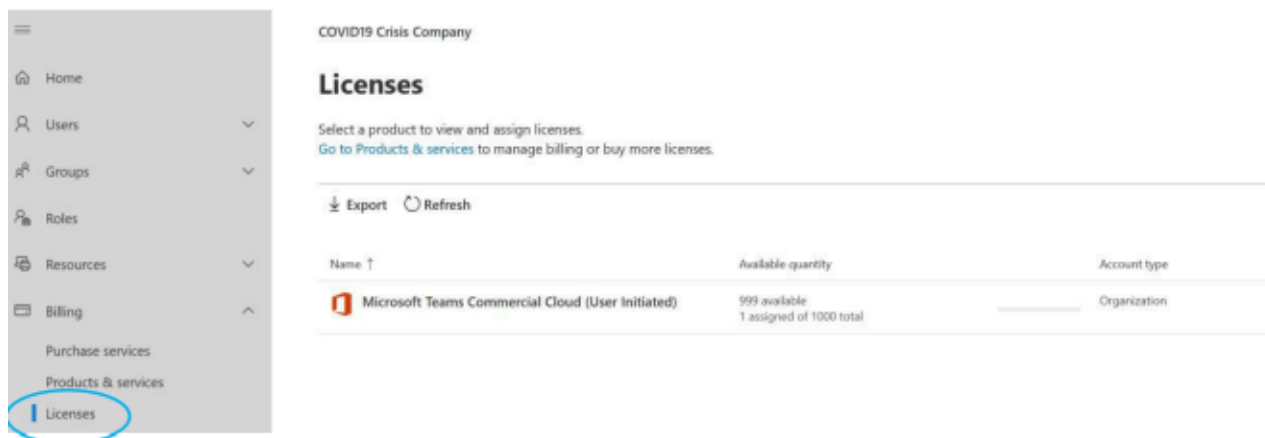 COVID19 Crisis Company
Home
Users
Groups
Roles
Resources
Billing
Purchase services
Products & services
Licenses
Licenses
Select a product to view and assign licenses.
Go to Products & services to manage billing or buy more licenses.
Export Refresh
Name ↑ Available quantity Account type
Microsoft Teams Commercial Cloud (User Initiated) 999 available Organization
1 assigned of 1000 total